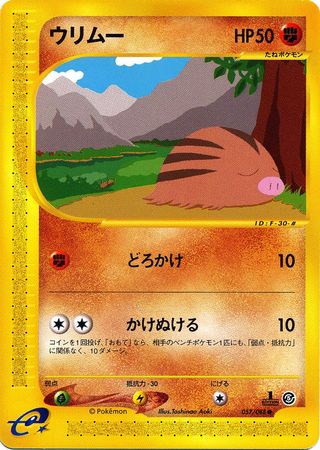 ウリムー HP50
たねポケモン
ID:F-30-#
どろかけ 10
かけぬける 10
コインを1回投げ、「おもて」なら、相手のベンチポケモン1匹にも、「弱点・抵抗力」
に関係なく、10ダメージ。
弱点 抵抗力-30 にげる
1
EDITION
© Pokémon Illus.Toshinao Aoki 057/088
e